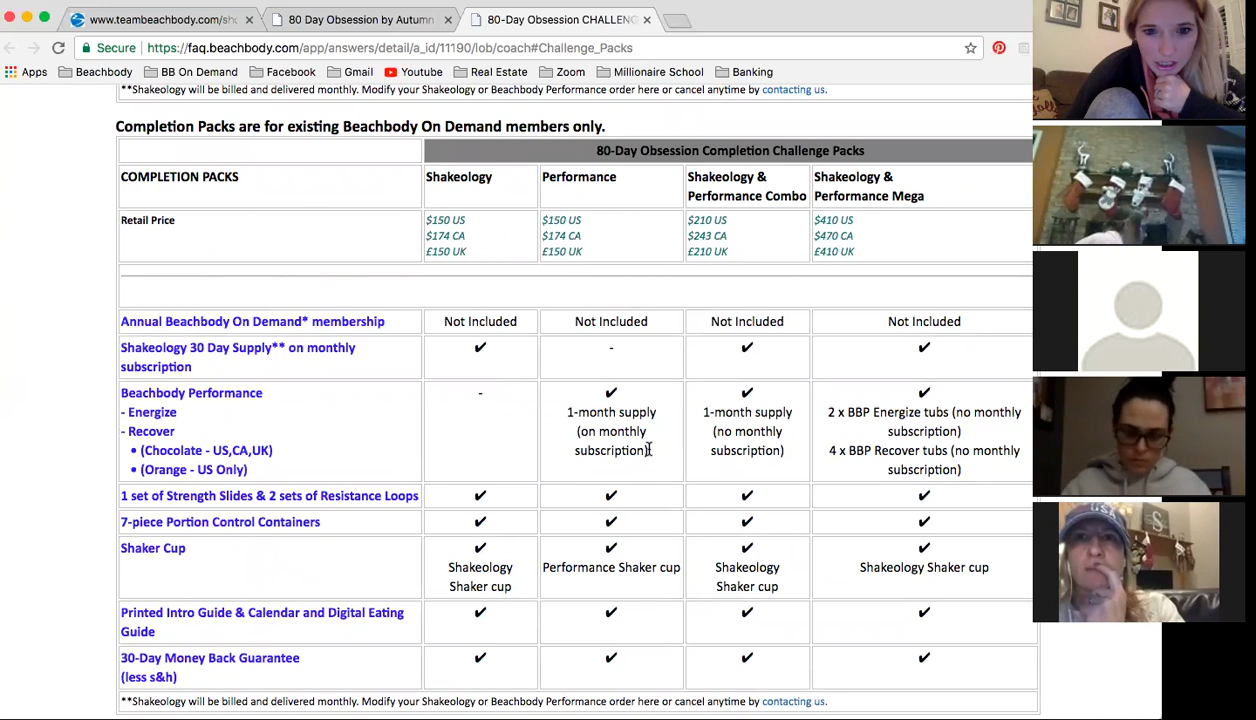 www.teambeachbody.com/sho
80 Day Obsession by Autumn
80-Day Obsession CHALLENG
Secure
https://faq.beachbody.com/app/answers/detail/a_id/11190/lob/coach#Challenge_Packs
Apps Beachbody BB On Demand Facebook Gmail Youtube Real Estate Zoom Millionaire School Banking
**Shakeology will be billed and delivered monthly. Modify your Shakeology or Beachbody Performance order here or cancel anytime by contacting us.
Completion Packs are for existing Beachbody On Demand members only.
80-Day Obsession Completion Challenge Packs
COMPLETION PACKS
Shakeology
Performance
Shakeology &
Performance Combo
Shakeology &
Performance Mega
Retail Price
$150 US
$174 CA
£150 UK
$150 US
$174 CA
£150 UK
$210 US
$243 CA
£210 UK
$410 US
$470 CA
£410 UK
Annual Beachbody On Demand* membership
Not Included
Not Included
Not Included
Not Included
Shakeology 30 Day Supply** on monthly
subscription
✔
-
✔
✔
Beachbody Performance
- Energize
- Recover
• (Chocolate - US,CA,UK)
• (Orange - US Only)
-
✔
1-month supply
(on monthly
subscription)
✔
1-month supply
(no monthly
subscription)
✔
2 x BBP Energize tubs (no monthly
subscription)
4 x BBP Recover tubs (no monthly
subscription)
1 set of Strength Slides & 2 sets of Resistance Loops
✔
✔
✔
✔
7-piece Portion Control Containers
✔
✔
✔
✔
Shaker Cup
✔
Shakeology
Shaker cup
✔
Performance Shaker cup
✔
Shakeology
Shaker cup
✔
Shakeology Shaker cup
Printed Intro Guide & Calendar and Digital Eating
Guide
✔
✔
✔
✔
30-Day Money Back Guarantee
(less s&h)
✔
✔
✔
✔
**Shakeology will be billed and delivered monthly. Modify your Shakeology or Beachbody Performance order here or cancel anytime by contacting us.
USA
S